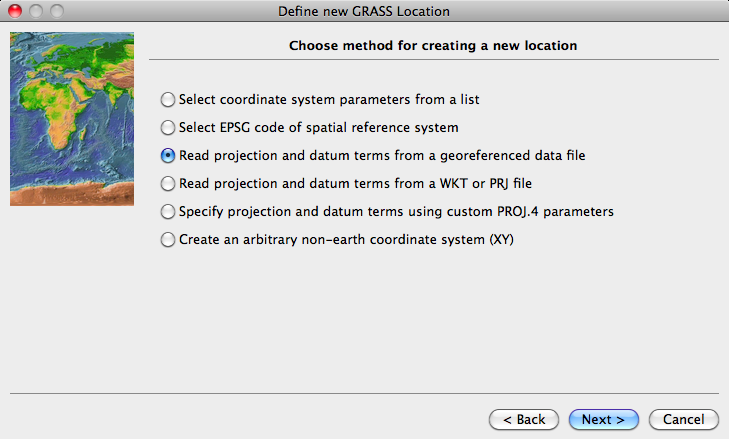 Define new GRASS Location
Choose method for creating a new location
Select coordinate system parameters from a list
Select EPSG code of spatial reference system
Read projection and datum terms from a georeferenced data file
Read projection and datum terms from a WKT or PRJ file
Specify projection and datum terms using custom PROJ.4 parameters
Create an arbitrary non-earth coordinate system (XY)
< Back
Next >
Cancel